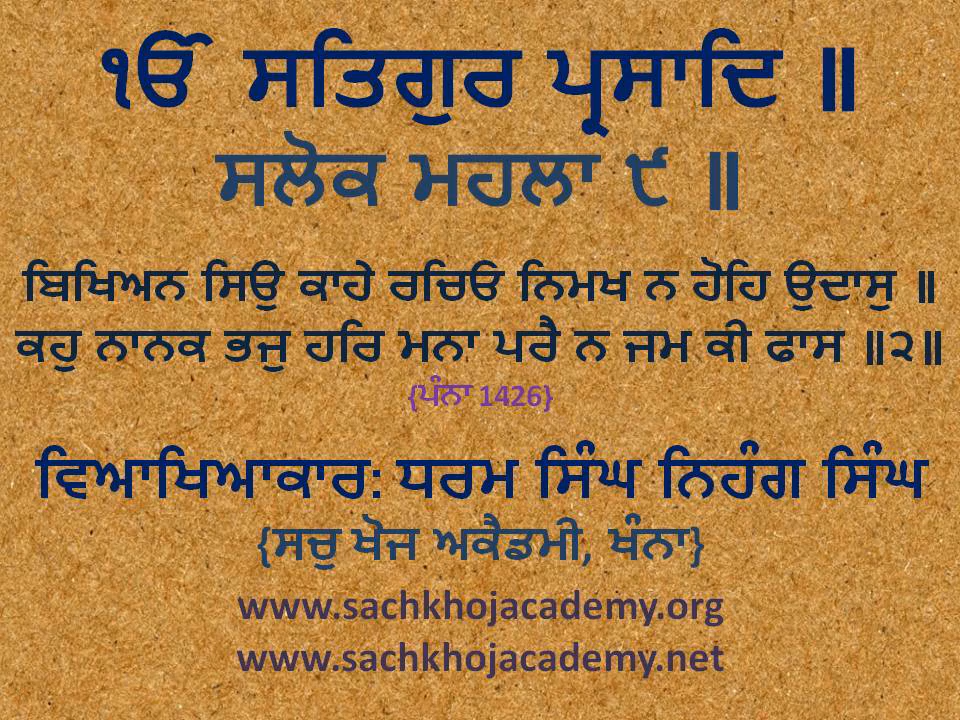 ੴ ਸਤਿਗੁਰ ਪ੍ਰਸਾਦਿ ॥
ਸਲੋਕ ਮਹਲਾ ੯ ॥
ਬਿਖਿਅਨ ਸਿਉ ਕਾਹੇ ਰਚਿਓ ਨਿਮਖ ਨ ਹੋਹਿ ਉਦਾਸੁ ॥
ਕਹੁ ਨਾਨਕ ਭਜੁ ਹਰਿ ਮਨਾ ਪਰੈ ਨ ਜਮ ਕੀ ਫਾਸ ॥੨॥
{ਪੰਨਾ 1426}
ਵਿਆਖਿਆਕਾਰ: ਧਰਮ ਸਿੰਘ ਨਿਹੰਗ ਸਿੰਘ
{ਸਚੁ ਖੋਜ ਅਕੈਡਮੀ, ਖੰਨਾ}
www.sachkhojacademy.org
www.sachkhojacademy.net